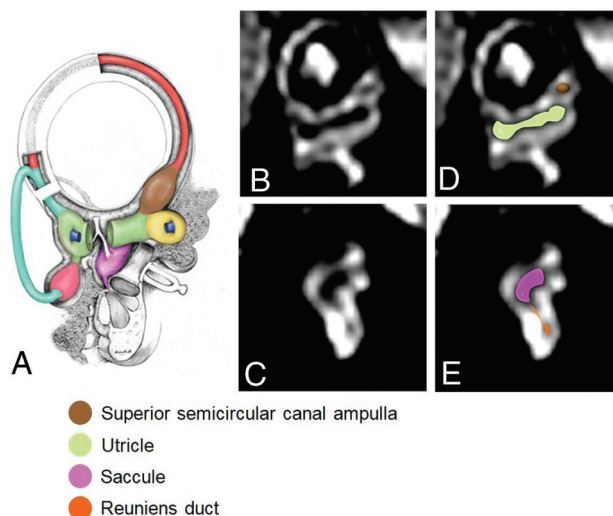 B
D
A
C
E
Superior semicircular canal ampulla
Utricle
Saccule
Reuniens duct